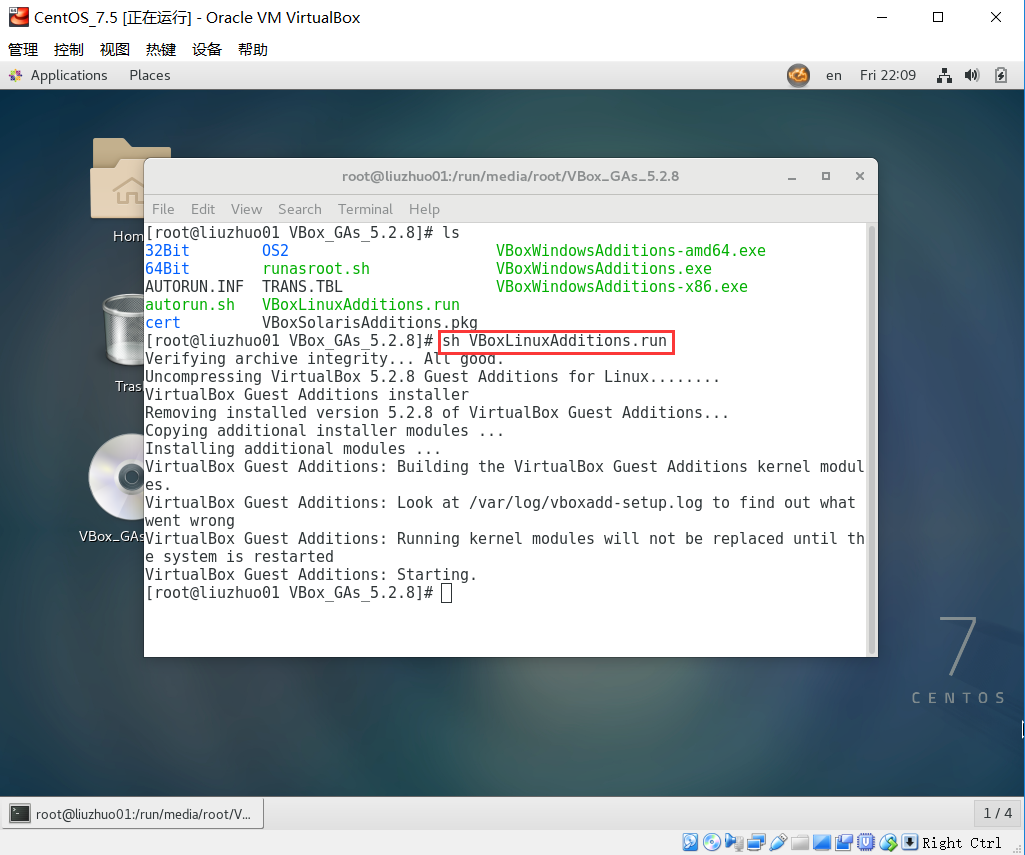 CentOS_7.5 [正在运行] - Oracle VM VirtualBox
管理 控制 视图 热键 设备 帮助
Applications Places en Fri 22:09
Hom
Tras
VBox_GAs
root@liuzhuo01:/run/media/root/VBox_GAs_5.2.8
File Edit View Search Terminal Help
[root@liuzhuo01 VBox_GAs_5.2.8]# ls
32Bit OS2 VBoxWindowsAdditions-amd64.exe
64Bit runasroot.sh VBoxWindowsAdditions.exe
AUTORUN.INF TRANS.TBL VBoxWindowsAdditions-x86.exe
autorun.sh VBoxLinuxAdditions.run
cert VBoxSolarisAdditions.pkg
[root@liuzhuo01 VBox_GAs_5.2.8]# sh VBoxLinuxAdditions.run
Verifying archive integrity... All good.
Uncompressing VirtualBox 5.2.8 Guest Additions for Linux........
VirtualBox Guest Additions installer
Removing installed version 5.2.8 of VirtualBox Guest Additions...
Copying additional installer modules ...
Installing additional modules ...
VirtualBox Guest Additions: Building the VirtualBox Guest Additions kernel modul
es.
VirtualBox Guest Additions: Look at /var/log/vboxadd-setup.log to find out what
went wrong
VirtualBox Guest Additions: Running kernel modules will not be replaced until th
e system is restarted
VirtualBox Guest Additions: Starting.
[root@liuzhuo01 VBox_GAs_5.2.8]#
7
CENTOS
root@liuzhuo01:/run/media/root/V... 1 / 4
Right Ctrl